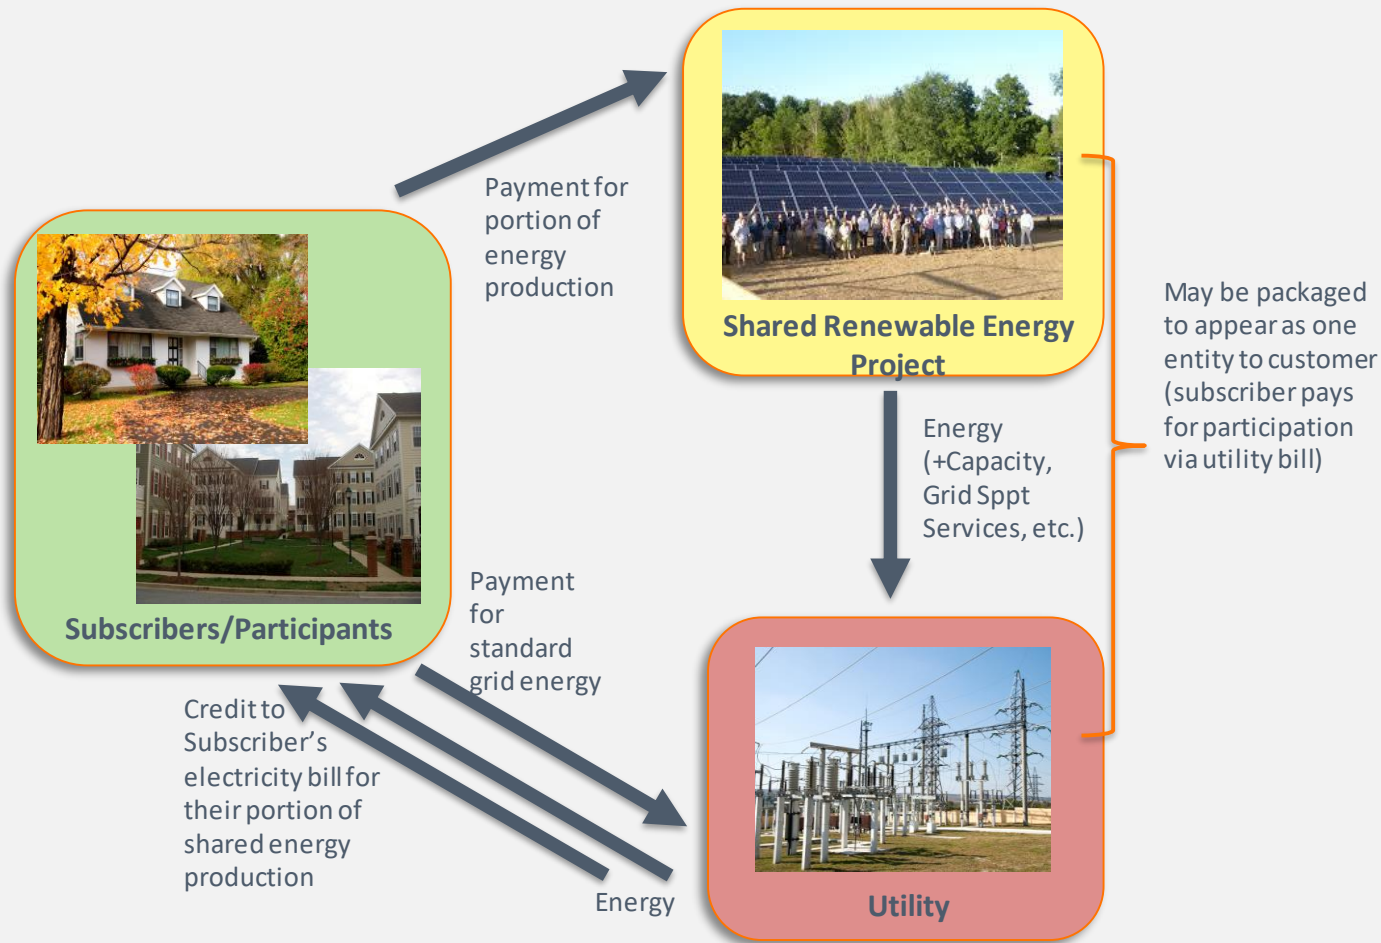 Payment for
portion of
energy
production
Shared Renewable Energy
Project
May be packaged
to appear as one
entity to customer
(subscriber pays
for participation
via utility bill)
Energy
(+Capacity,
Grid Sppt
Services, etc.)
Subscribers/Participants
Payment
for
standard
grid energy
Credit to
Subscriber’s
electricity bill for
their portion of
shared energy
production
Energy
Utility